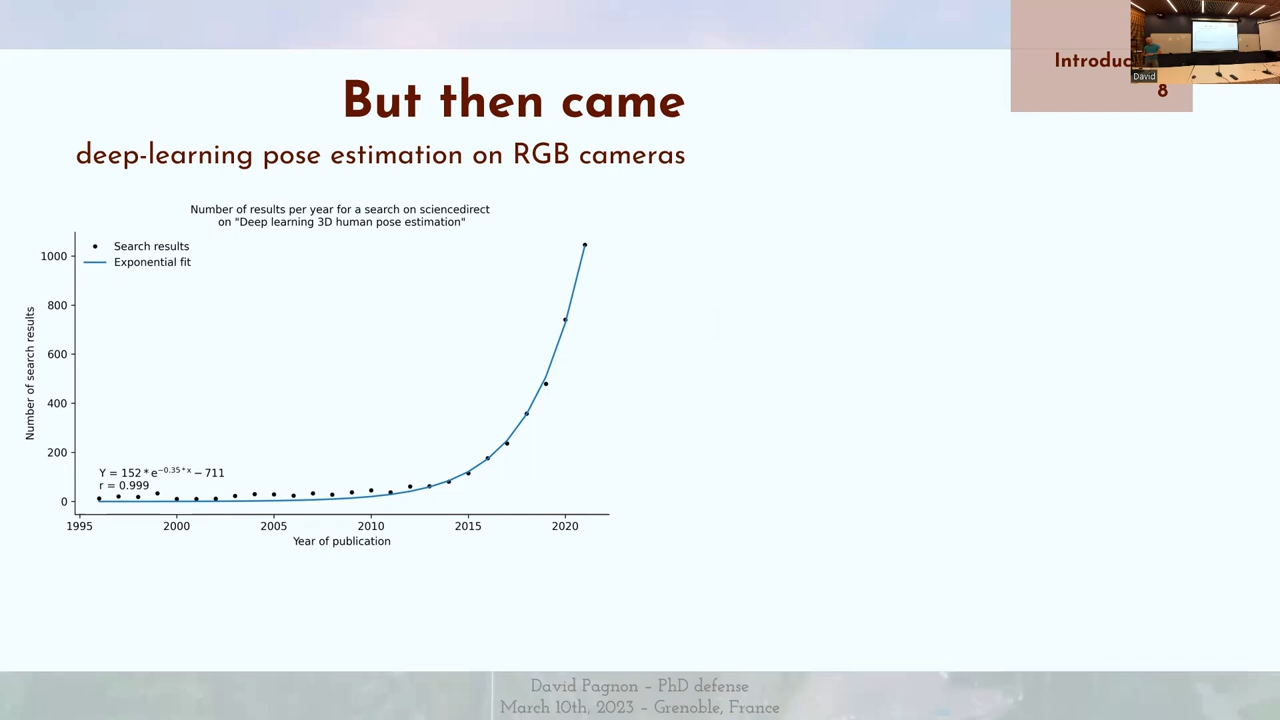 Introduc
David
8
But then came
deep-learning pose estimation on RGB cameras
Number of results per year for a search on sciencedirect
on "Deep learning 3D human pose estimation"
Search results
Exponential fit
1000
800
600
400
200
0
Number of search results
Y = 152 * e^−0.35*x − 711
r = 0.999
1995
2000
2005
2010
2015
2020
Year of publication
David Pagnon – PhD defense
March 10th, 2023 – Grenoble, France